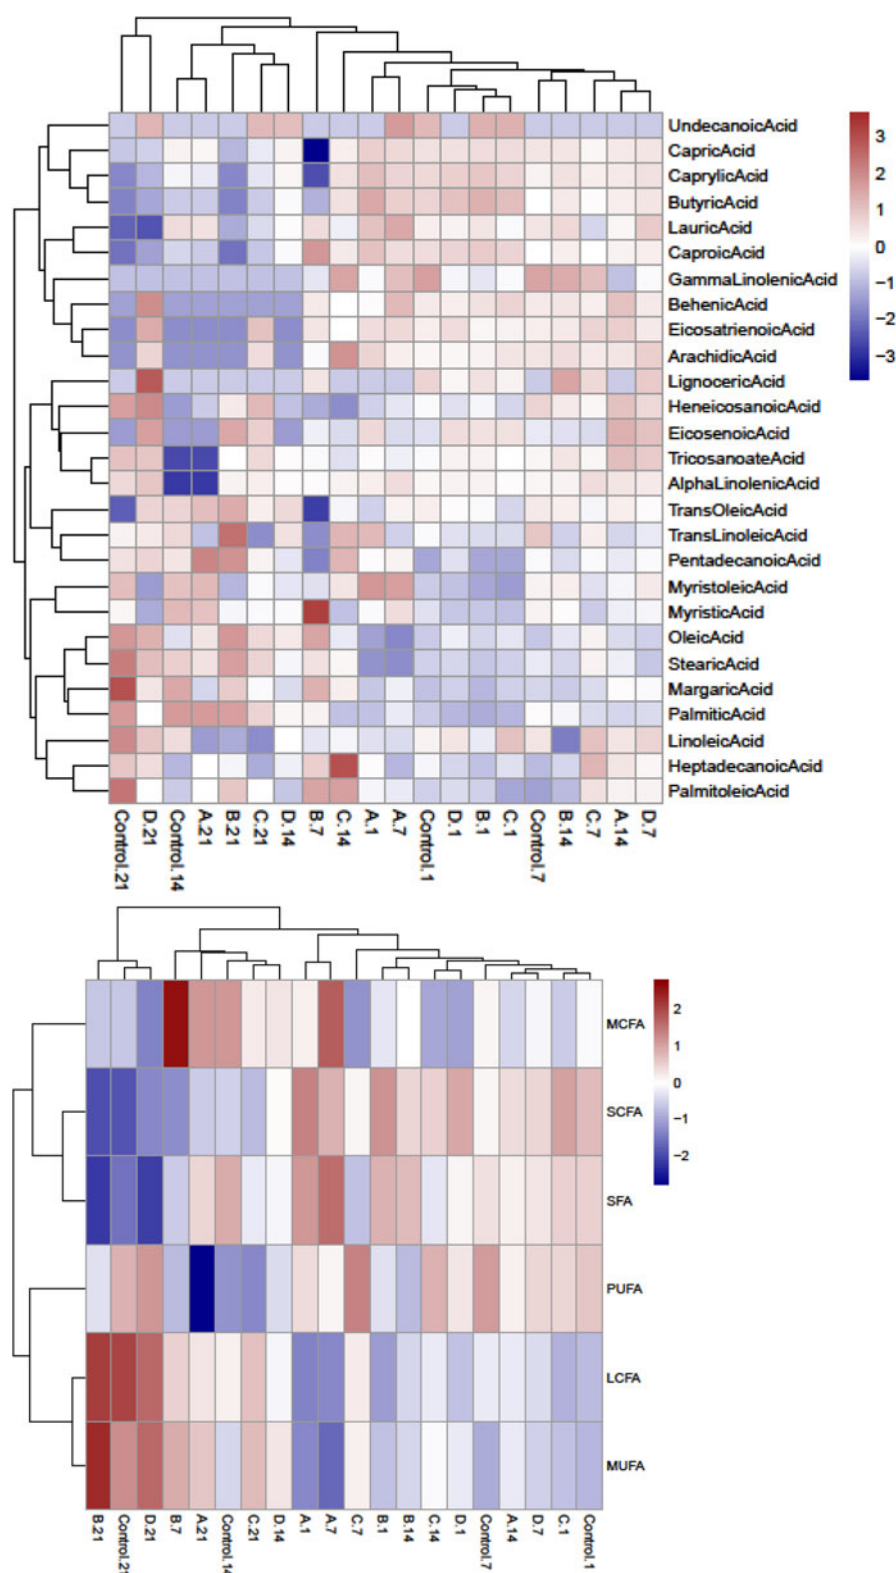 UndecanoicAcid
CapricAcid
CaprylicAcid
ButyricAcid
LauricAcid
CaproicAcid
GammaLinolenicAcid
BehenicAcid
EicosatrienoicAcid
ArachidicAcid
LignocericAcid
HeneicosanoicAcid
EicosenoicAcid
TricosanoateAcid
AlphaLinolenicAcid
TransOleicAcid
TransLinoleicAcid
PentadecanoicAcid
MyristoleicAcid
MyristicAcid
OleicAcid
StearicAcid
MargaricAcid
PalmiticAcid
LinoleicAcid
HeptadecanoicAcid
PalmitoleicAcid
3
2
1
0
−1
−2
−3
Control.21
D.21
Control.14
A.21
B.21
C.21
D.14
B.7
C.14
A.1
A.7
Control.1
D.1
B.1
C.1
Control.7
B.14
C.7
A.14
D.7
MCFA
SCFA
SFA
PUFA
LCFA
MUFA
2
1
0
−1
−2
B.21
Control.21
D.21
B.7
A.21
Control.14
C.21
D.14
A.1
A.7
C.7
B.1
B.14
C.14
D.1
Control.7
A.14
D.7
C.1
Control.1